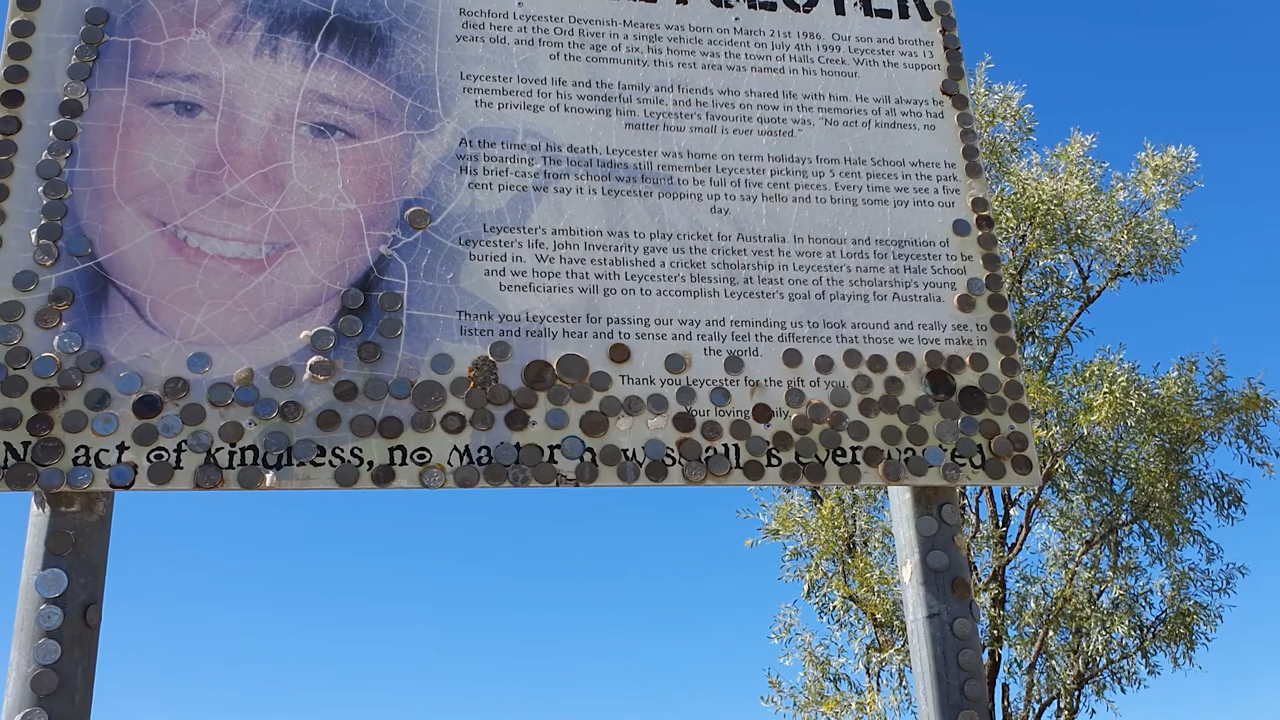 LEYCESTER
Rochford Leycester Devenish-Meares was born on March 21st 1986. Our son and brother
died here at the Ord River in a single vehicle accident on July 4th 1999. Leycester was 13
years old, and from the age of six, his home was the town of Halls Creek. With the support
of the community, this rest area was named in his honour.
Leycester loved life and the family and friends who shared life with him. He will always be
remembered for his wonderful smile, and he lives on now in the memories of all who had
the privilege of knowing him. Leycester's favourite quote was, "No act of kindness, no
matter how small is ever wasted."
At the time of his death, Leycester was home on term holidays from Hale School where he
was boarding. The local ladies still remember Leycester picking up 5 cent pieces in the park.
His brief-case from school was found to be full of five cent pieces. Every time we see a five
cent piece we say it is Leycester popping up to say hello and to bring some joy into our
day.
Leycester's ambition was to play cricket for Australia. In honour and recognition of
Leycester's life, John Inverarity gave us the cricket vest he wore at Lords for Leycester to be
buried in. We have established a cricket scholarship in Leycester's name at Hale School
and we hope that with Leycester's blessing, at least one of the scholarship's young
beneficiaries will go on to accomplish Leycester's goal of playing for Australia.
Thank you Leycester for passing our way and reminding us to look around and really see, to
listen and really hear and to sense and really feel the difference that those we love make in
the world.
Thank you Leycester for the gift of you.
Your loving family
No act of kindness, no Matter how small is ever wasted